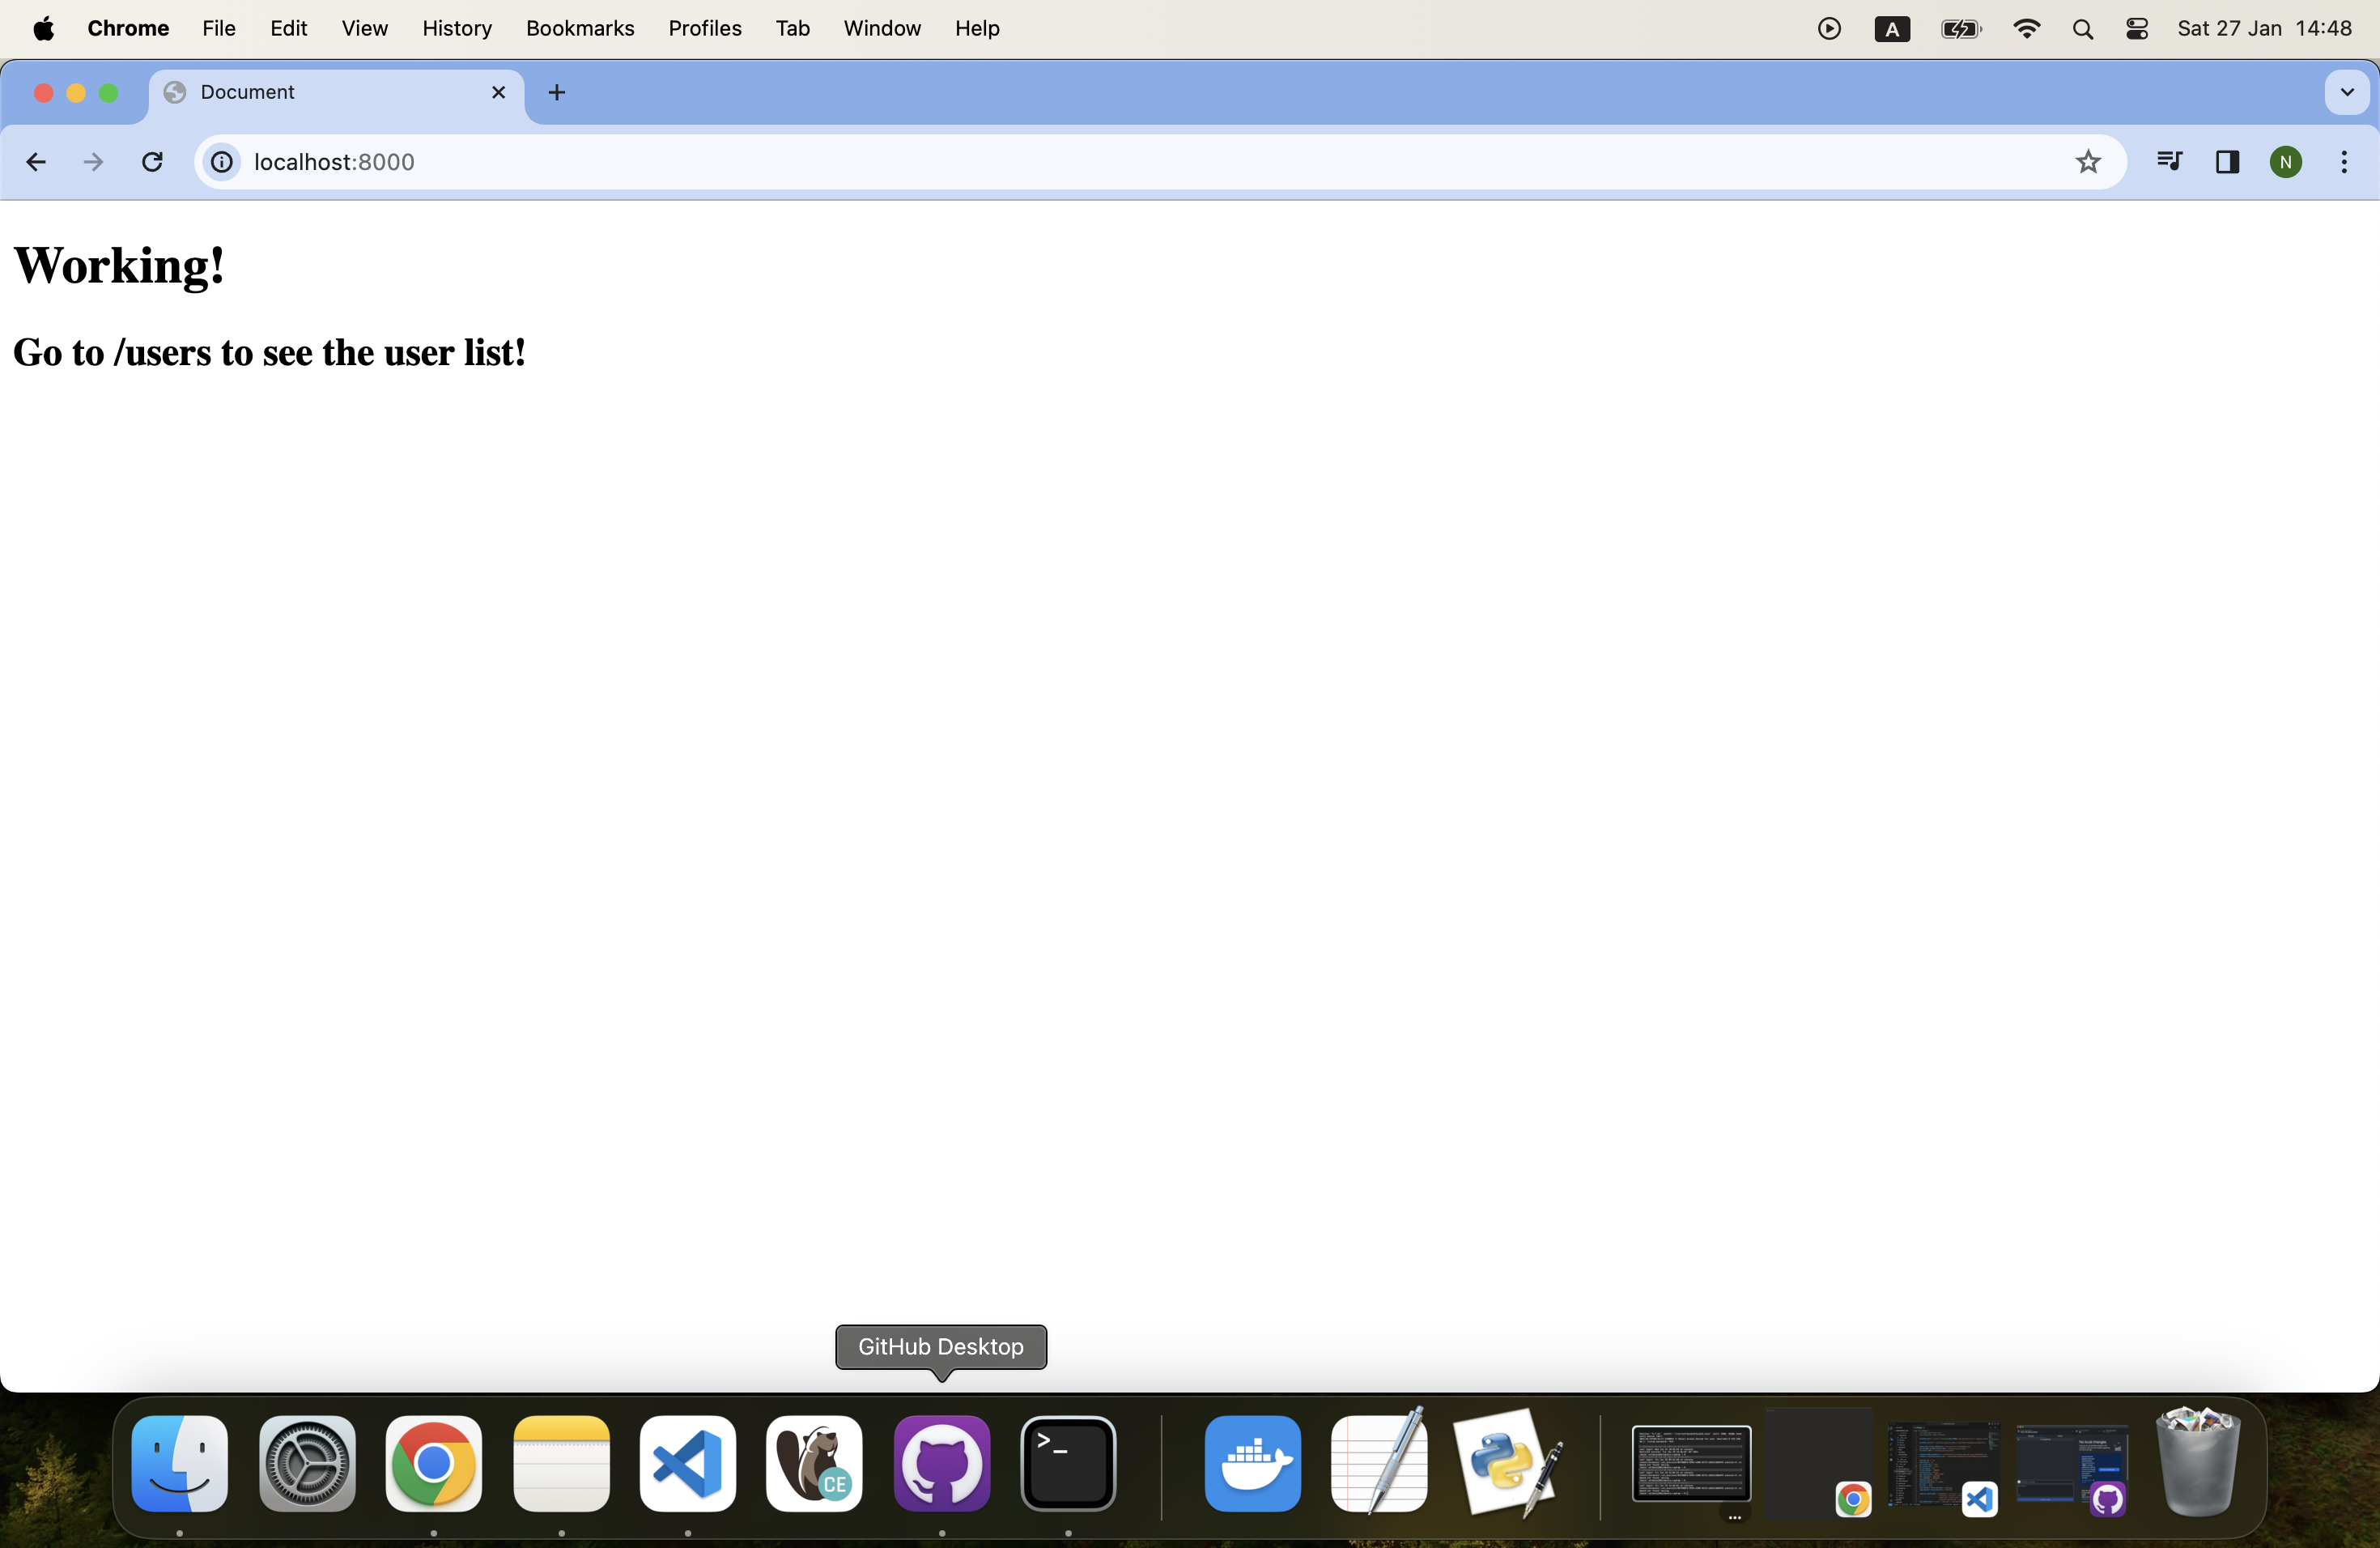 Chrome File Edit View History Bookmarks Profiles Tab Window Help A Sat 27 Jan 14:48
Document
localhost:8000 N
Working!
Go to /users to see the user list!
GitHub Desktop
>_ CE